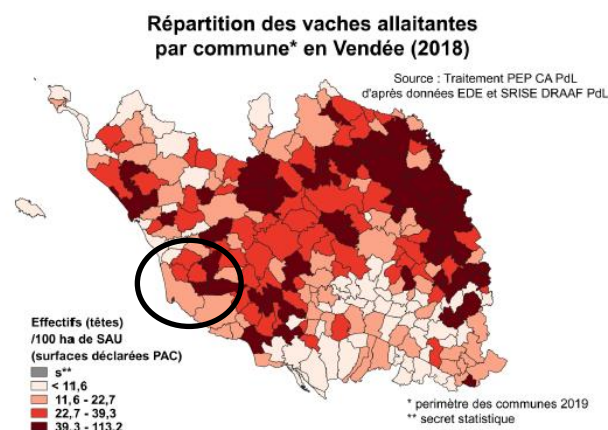 Répartition des vaches allaitantes
par commune* en Vendée (2018)
Source : Traitement PEP CA PdL
d'après données EDE et SRISE DRAAF PdL
Effectifs (têtes)
/100 ha de SAU
(surfaces déclarées PAC)
s**
< 11,6
11,6 - 22,7
22,7 - 39,3
39,3 - 113,2
* perimètre des communes 2019
** secret statistique